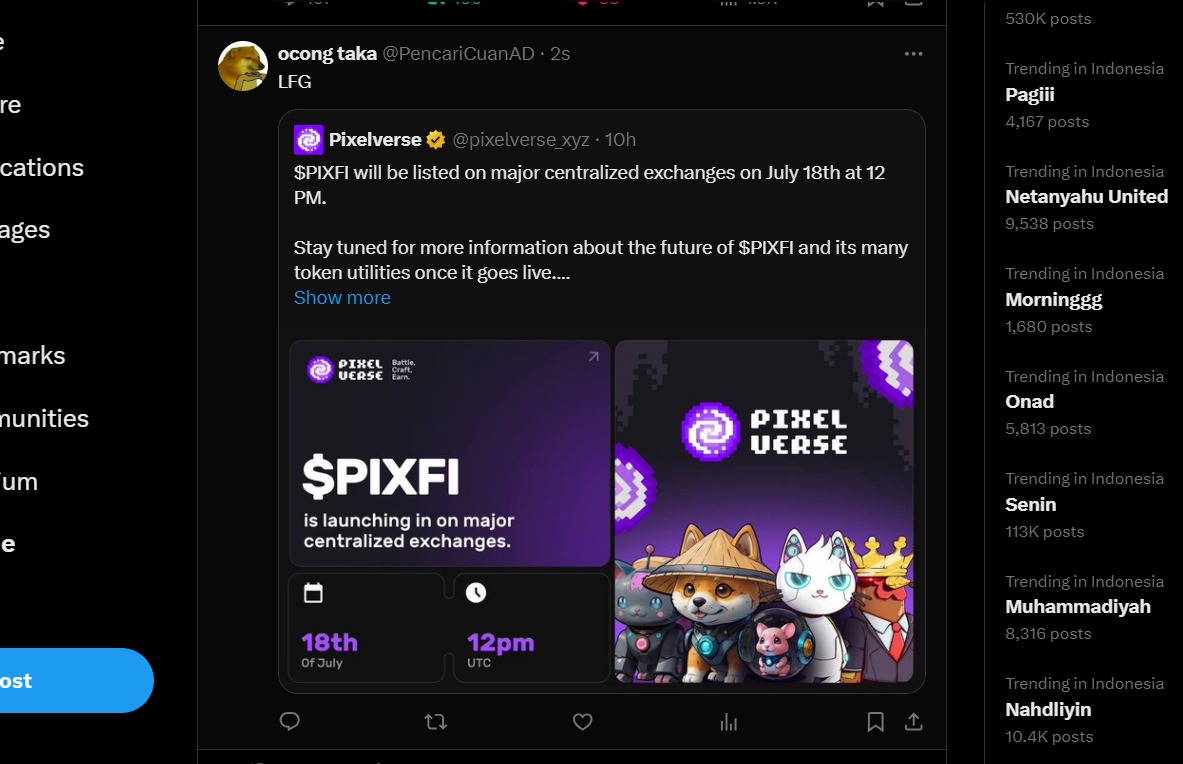 e
re
cations
ages
marks
munities
um
e
ost
ocong taka @PencariCuanAD · 2s
LFG
Pixelverse @pixelverse_xyz · 10h
$PIXFI will be listed on major centralized exchanges on July 18th at 12
PM.
Stay tuned for more information about the future of $PIXFI and its many
token utilities once it goes live....
Show more
PIXEL
VERSE
Battle.
Craft.
Earn.
$PIXFI
is launching in on major
centralized exchanges.
18th
Of July
12pm
UTC
PIXEL
VERSE
530K posts
Trending in Indonesia
Pagiii
4,167 posts
Trending in Indonesia
Netanyahu United
9,538 posts
Trending in Indonesia
Morninggg
1,680 posts
Trending in Indonesia
Onad
5,813 posts
Trending in Indonesia
Senin
113K posts
Trending in Indonesia
Muhammadiyah
8,316 posts
Trending in Indonesia
Nahdliyin
10.4K posts